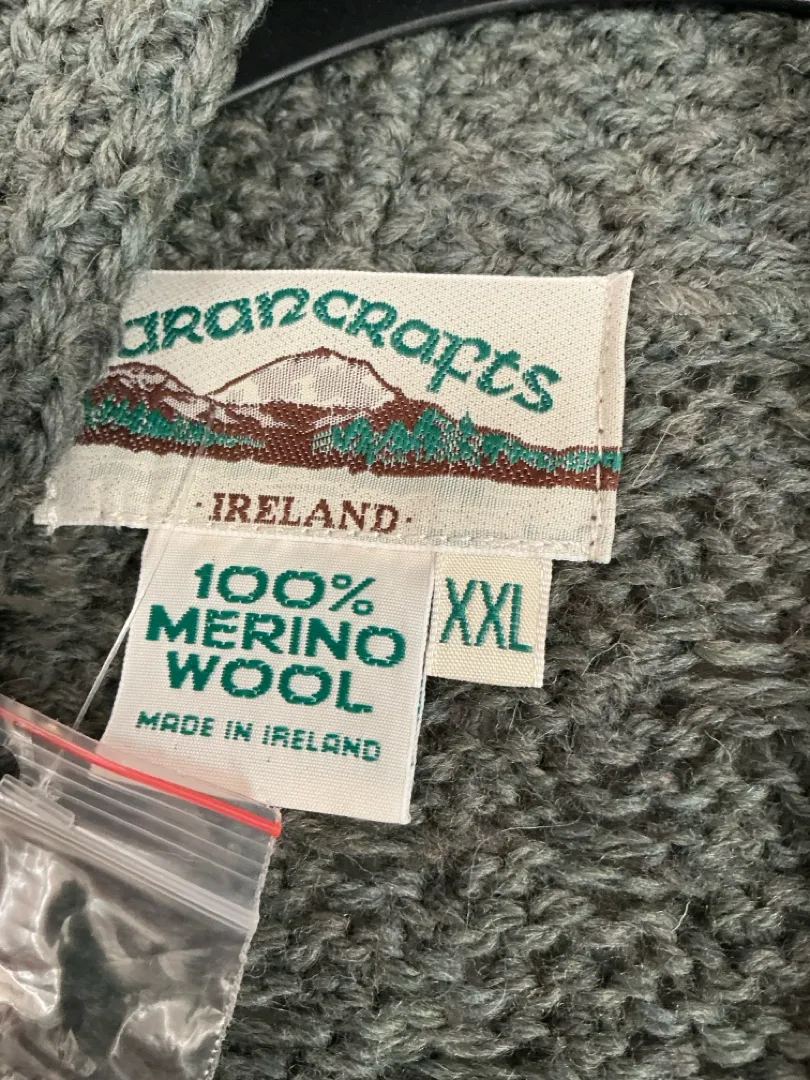 arancrafts
·IRELAND·
100%
MERINO
WOOL
MADE IN IRELAND
XXL